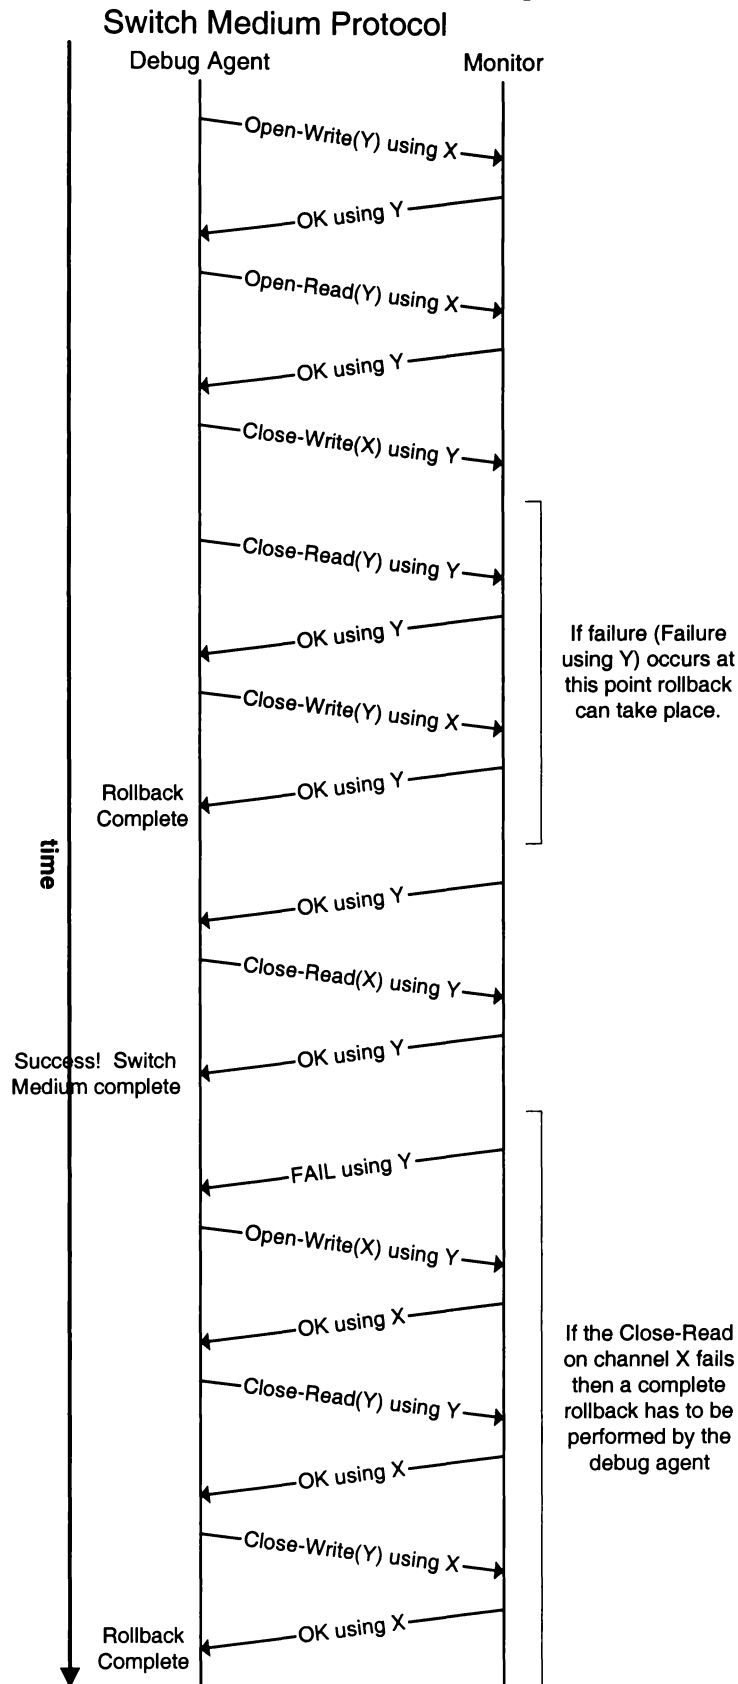 Switch Medium Protocol
Debug Agent
Monitor
Open-Write(Y) using X
OK using Y
Open-Read(Y) using X
OK using Y
Close-Write(X) using Y
Close-Read(Y) using Y
OK using Y
If failure (Failure
using Y) occurs at
this point rollback
can take place.
Close-Write(Y) using X
OK using Y
Rollback
Complete
time
OK using Y
Close-Read(X) using Y
OK using Y
Success! Switch
Medium complete
FAIL using Y
Open-Write(X) using Y
OK using X
If the Close-Read
on channel X fails
then a complete
rollback has to be
performed by the
debug agent
Close-Read(Y) using Y
OK using X
Close-Write(Y) using X
OK using X
Rollback
Complete